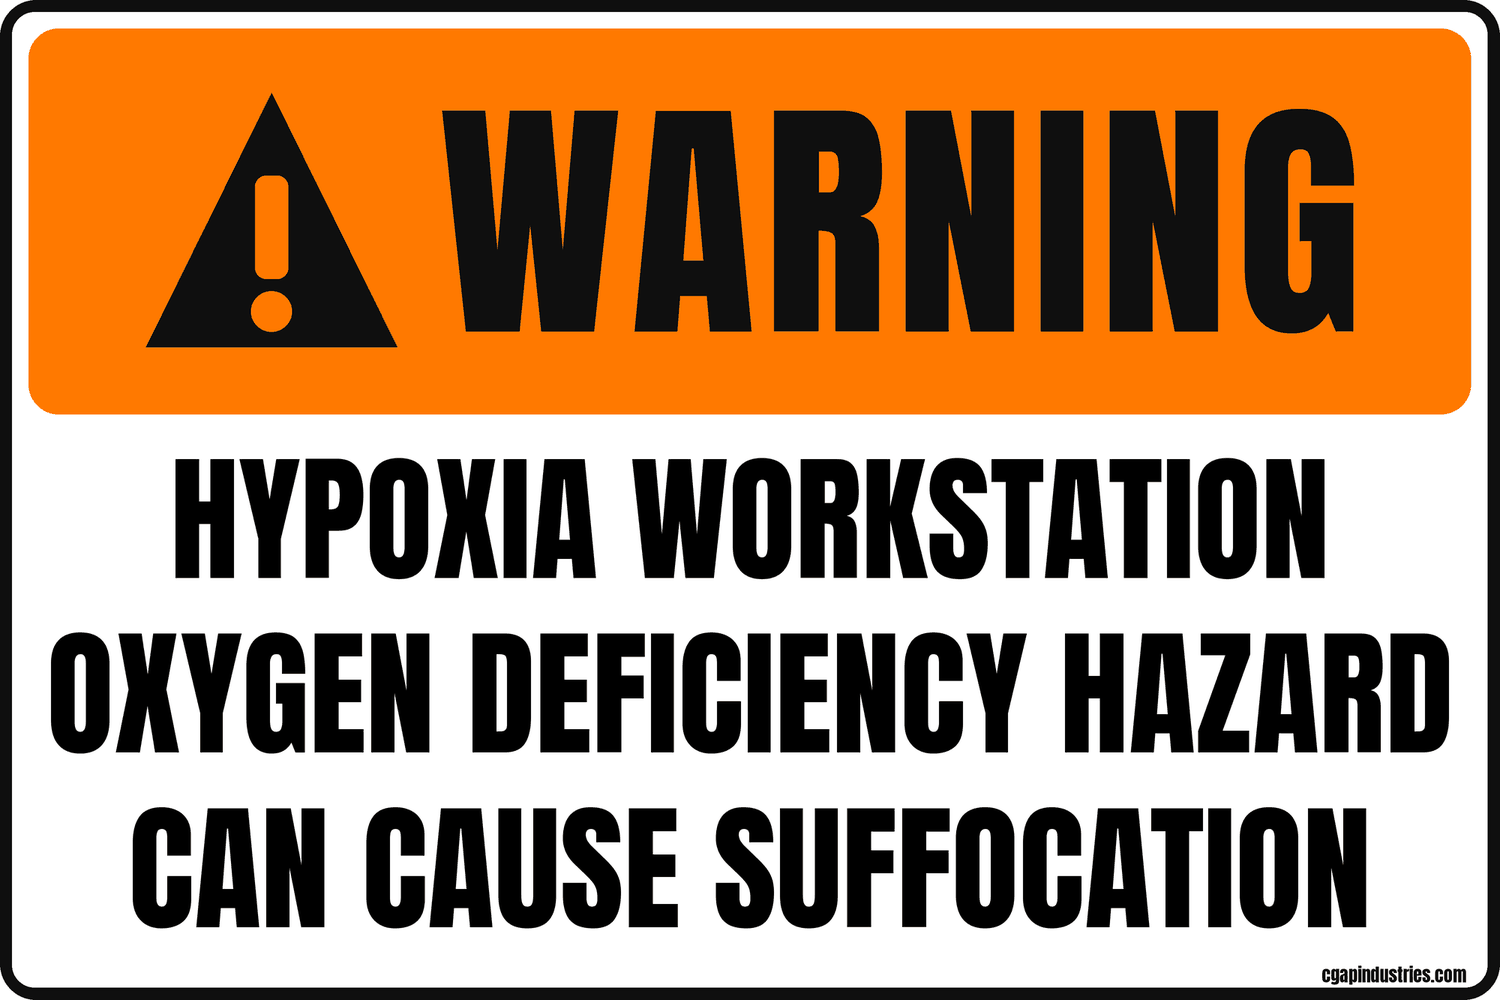 WARNING
HYPOXIA WORKSTATION
OXYGEN DEFICIENCY HAZARD
CAN CAUSE SUFFOCATION
cgapindustries.com